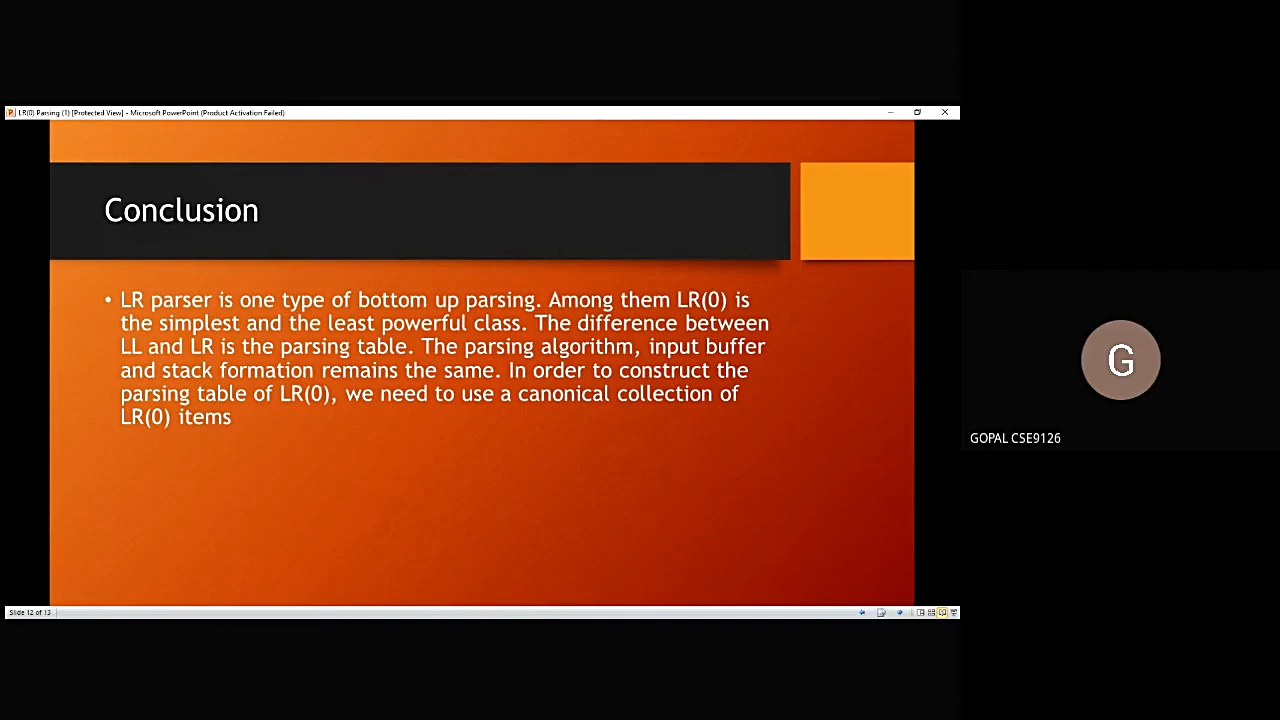 LR(0) Parsing (1) [Protected View] - Microsoft PowerPoint (Product Activation Failed)
Conclusion
• LR parser is one type of bottom up parsing. Among them LR(0) is
the simplest and the least powerful class. The difference between
LL and LR is the parsing table. The parsing algorithm, input buffer
and stack formation remains the same. In order to construct the
parsing table of LR(0), we need to use a canonical collection of
LR(0) items
G
GOPAL CSE9126
Slide 12 of 13